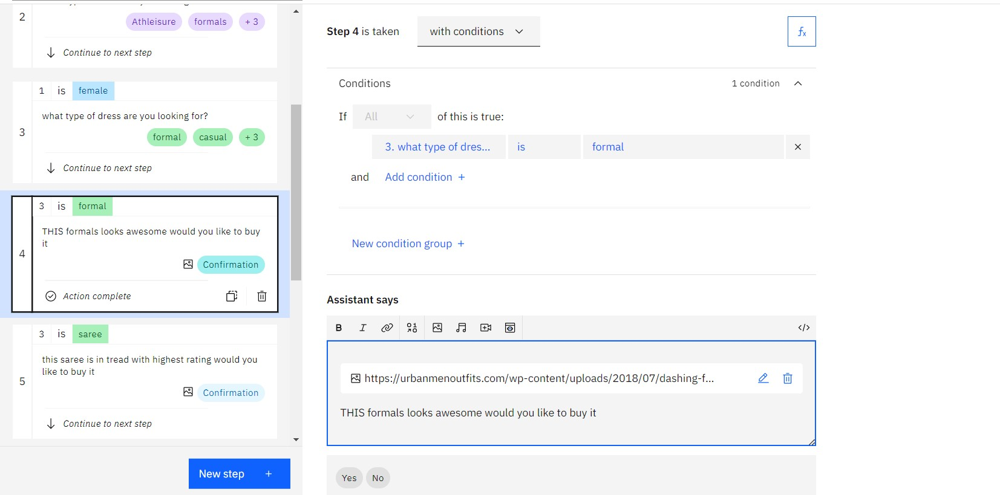 2
Athleisure formals + 3
Continue to next step
1 is female
what type of dress are you looking for?
3
formal casual + 3
Continue to next step
3 is formal
THIS formals looks awesome would you like to buy
it
4
Confirmation
Action complete
3 is saree
this saree is in tread with highest rating would you
like to buy it
5
Confirmation
Continue to next step
New step +
Step 4 is taken with conditions
fx
Conditions 1 condition
If All of this is true:
3. what type of dres... is formal
and Add condition +
New condition group +
Assistant says
B I </>
https://urbanmenoutfits.com/wp-content/uploads/2018/07/dashing-f...
THIS formals looks awesome would you like to buy it
Yes No